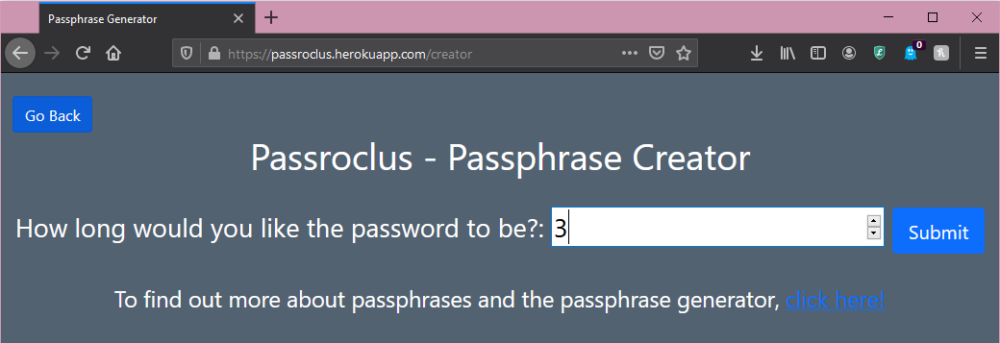 Passphrase Generator
https://passroclus.herokuapp.com/creator
0
Go Back
Passroclus - Passphrase Creator
How long would you like the password to be?: 3 Submit
To find out more about passphrases and the passphrase generator, click here!